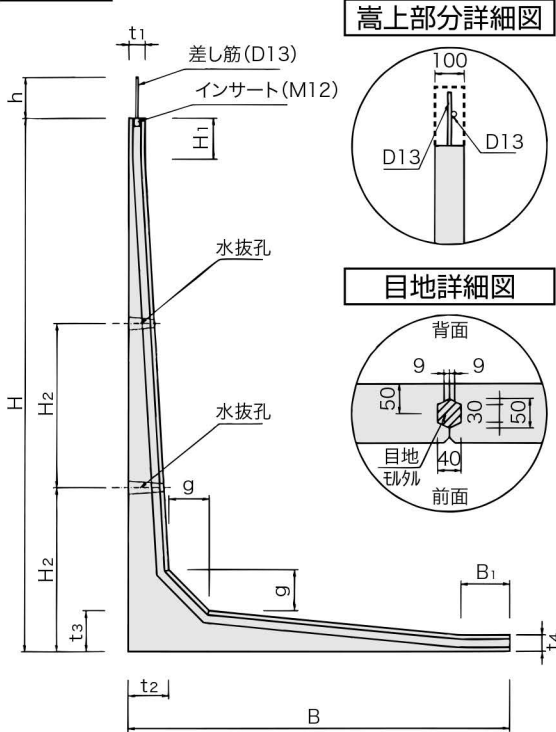 t1
差し筋(D13)
インサート(M12)
h
H1
水抜孔
H
H2
水抜孔
H2
g
g
t3
t2
B1
t4
B
嵩上部分詳細図
100
D13
D13
目地詳細図
背面
9
9
50
30
50
目地
モルタル
40
前面